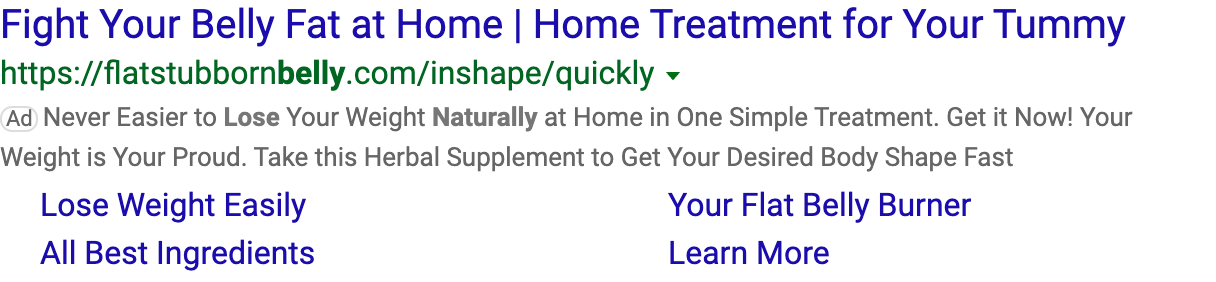 Fight Your Belly Fat at Home | Home Treatment for Your Tummy
https://flatstubbornbelly.com/inshape/quickly
Ad Never Easier to Lose Your Weight Naturally at Home in One Simple Treatment. Get it Now! Your
Weight is Your Proud. Take this Herbal Supplement to Get Your Desired Body Shape Fast
Lose Weight Easily
Your Flat Belly Burner
All Best Ingredients
Learn More